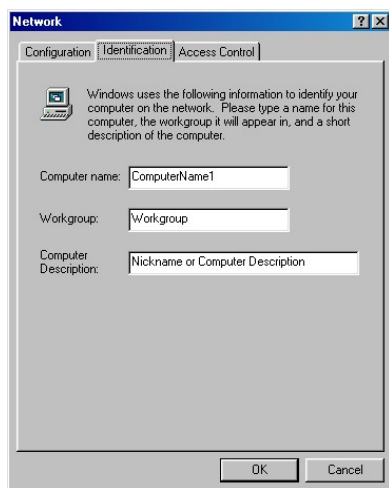 Network
Configuration Identification Access Control
Windows uses the following information to identify your
computer on the network. Please type a name for this
computer, the workgroup it will appear in, and a short
description of the computer.
Computer name: ComputerName1
Workgroup: Workgroup
Computer
Description: Nickname or Computer Description
OK Cancel